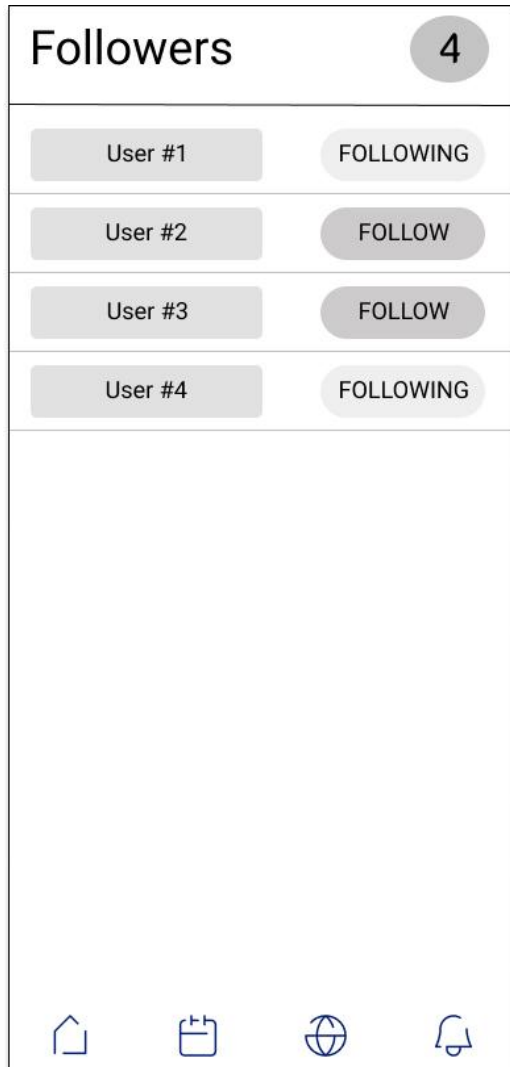 Followers 4
User #1 FOLLOWING
User #2 FOLLOW
User #3 FOLLOW
User #4 FOLLOWING